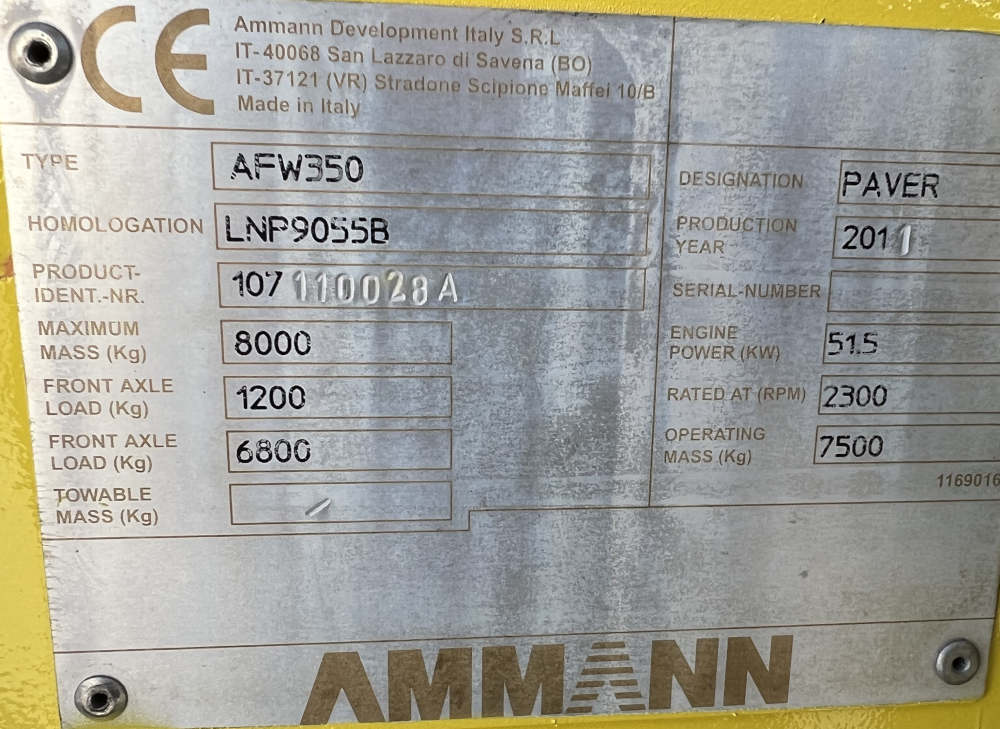 CE
Ammann Development Italy S.R.L
IT-40068 San Lazzaro di Savena (BO)
IT-37121 (VR) Stradone Scipione Maffei 10/B
Made in Italy
TYPE AFW350
HOMOLOGATION LNP9055B
PRODUCT-
IDENT.-NR. 107 110028A
MAXIMUM
MASS (Kg) 8000
FRONT AXLE
LOAD (Kg) 1200
FRONT AXLE
LOAD (Kg) 6800
TOWABLE
MASS (Kg) /
DESIGNATION PAVER
PRODUCTION
YEAR 2011
SERIAL-NUMBER
ENGINE
POWER (KW) 51.5
RATED AT (RPM) 2300
OPERATING
MASS (Kg) 7500
1169016
AMMANN